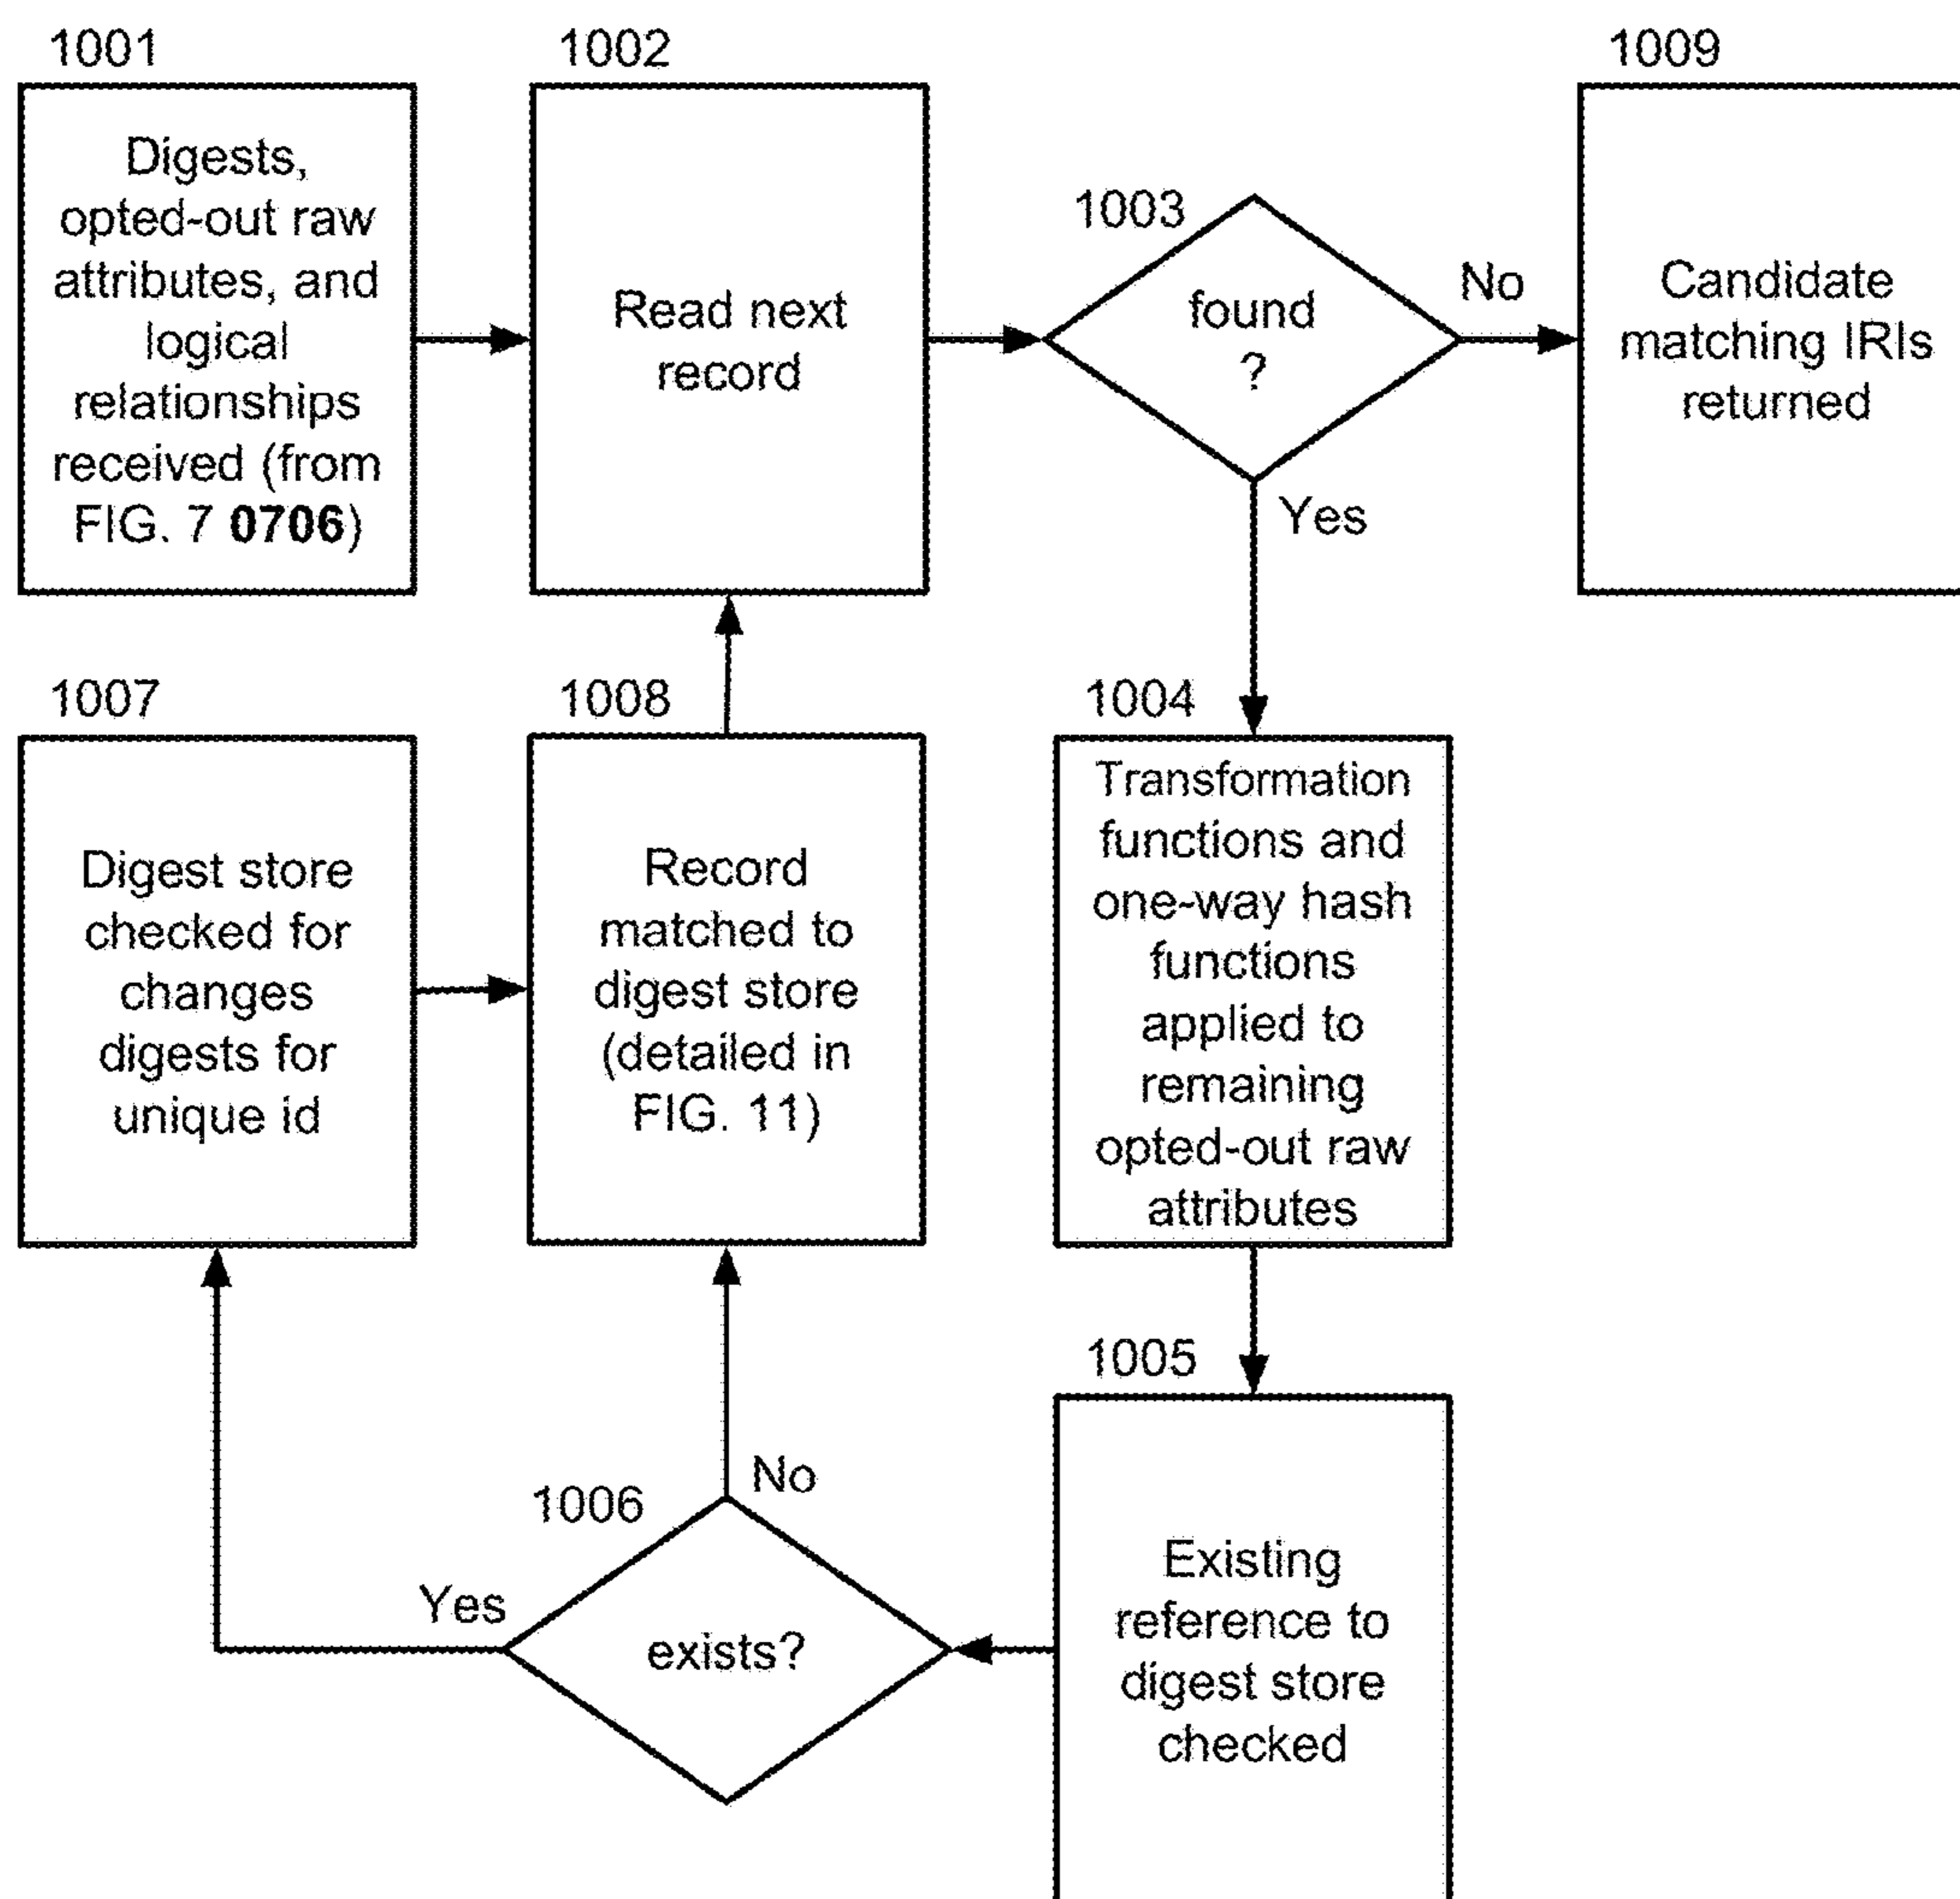 1001
Digests,
opted-out raw
attributes, and
logical
relationships
received (from
FIG. 7 0706)
1002
Read next
record
1003
found
?
No
Yes
1009
Candidate
matching IRIs
returned
1004
Transformation
functions and
one-way hash
functions
applied to
remaining
opted-out raw
attributes
1005
Existing
reference to
digest store
checked
1006
exists?
No
Yes
1007
Digest store
checked for
changes
digests for
unique id
1008
Record
matched to
digest store
(detailed in
FIG. 11)